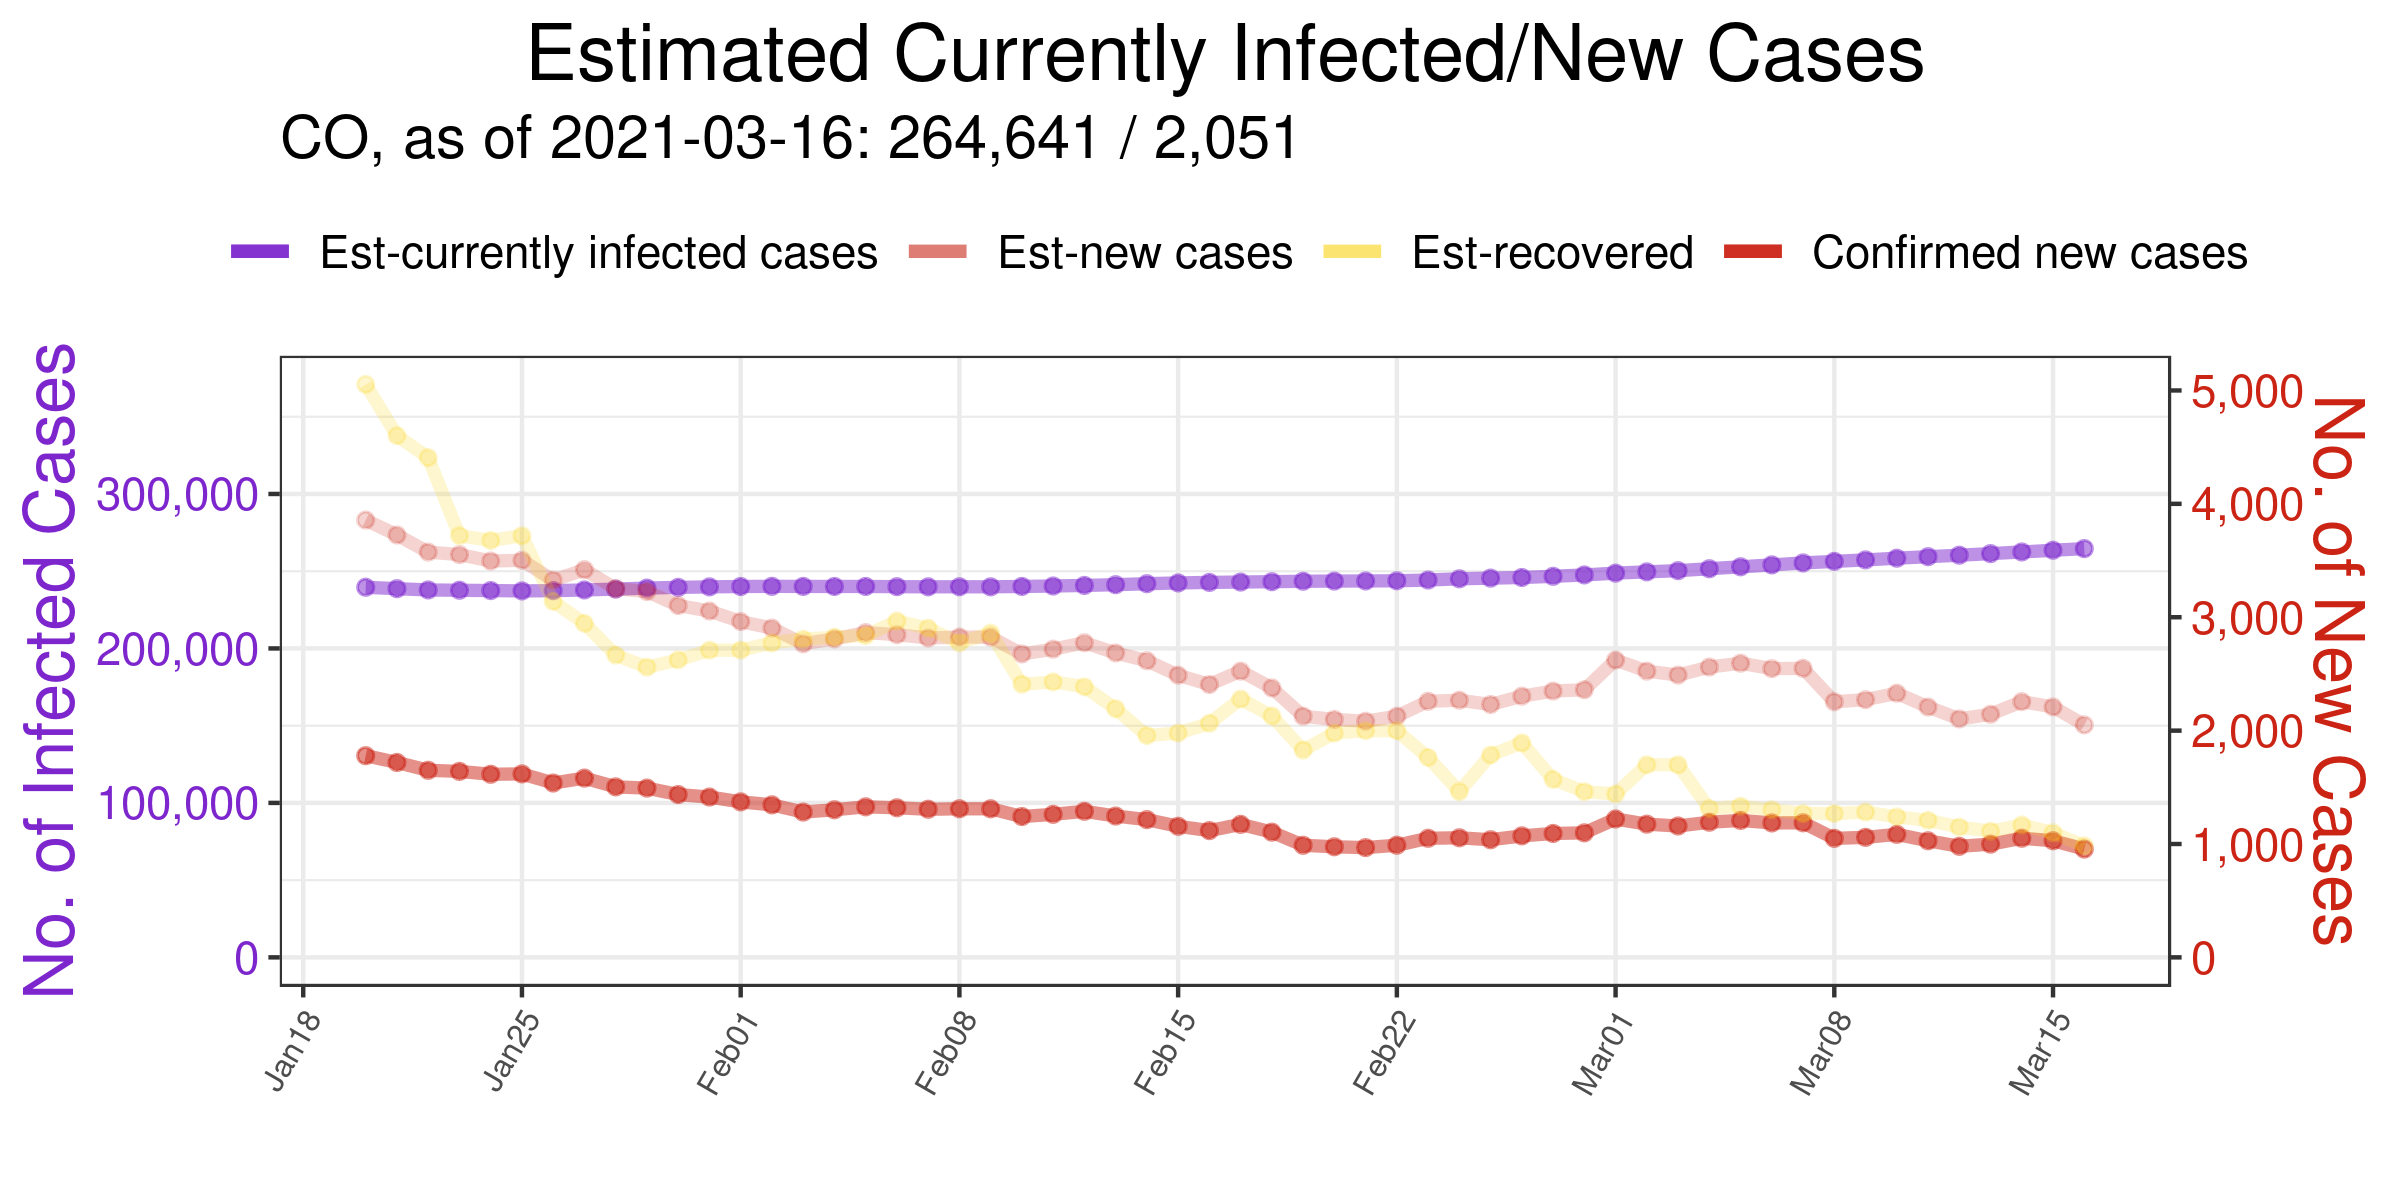 Estimated Currently Infected/New Cases
CO, as of 2021-03-16: 264,641 / 2,051
Est-currently infected cases Est-new cases Est-recovered Confirmed new cases
No. of Infected Cases
300,000
200,000
100,000
0
5,000
4,000
3,000
2,000
1,000
0
No. of New Cases
Jan18 Jan25 Feb01 Feb08 Feb15 Feb22 Mar01 Mar08 Mar15